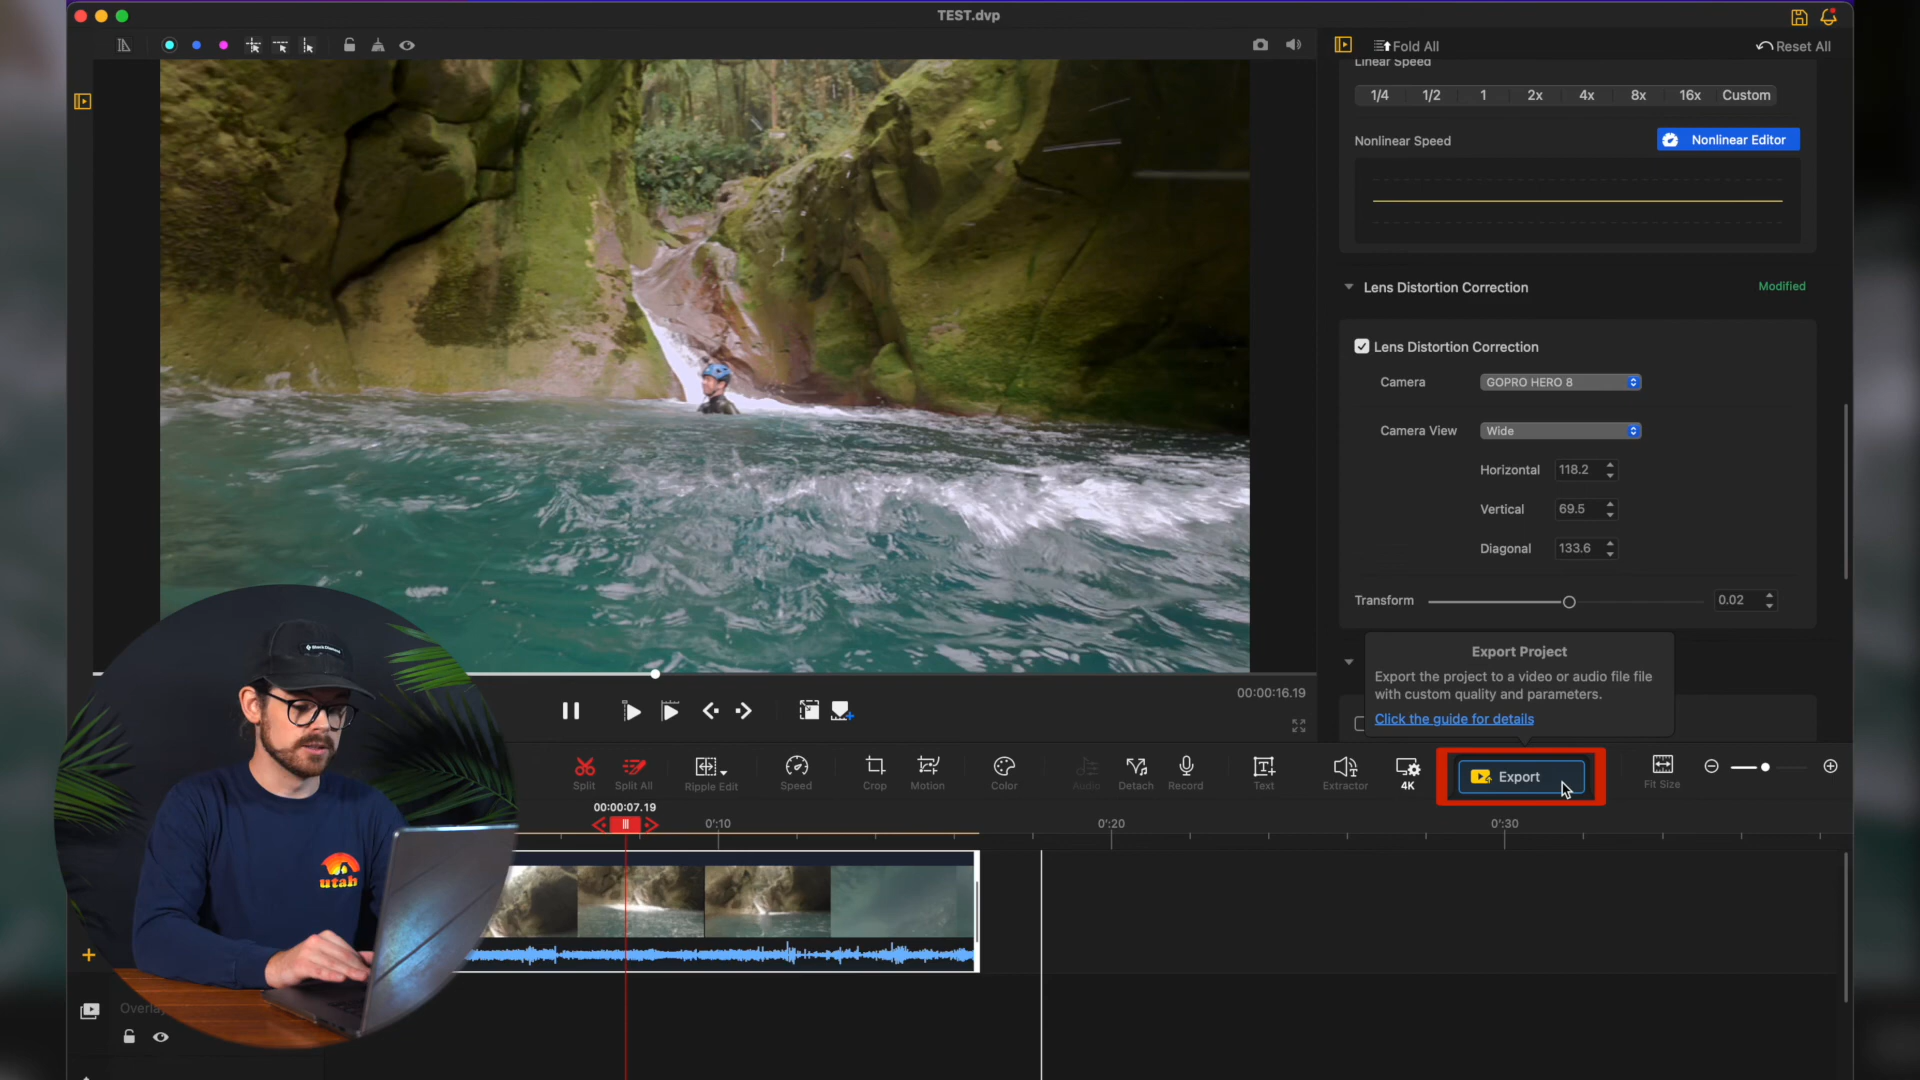 TEST.dvp
Fold All
Reset All
Linear Speed
1/4 1/2 1 2x 4x 8x 16x Custom
Nonlinear Speed
Nonlinear Editor
Lens Distortion Correction
Modified
Lens Distortion Correction
Camera GOPRO HERO 8
Camera View Wide
Horizontal 118.2
Vertical 69.5
Diagonal 133.6
Transform 0.02
Export Project
Export the project to a video or audio file file
with custom quality and parameters.
Click the guide for details
00:00:16.19
Split Split All Ripple Edit Speed Crop Motion Color Audio Detach Record Text Extractor 4K Export Fit Size
00:00:07.19
0':10 0':20 0':30
utah